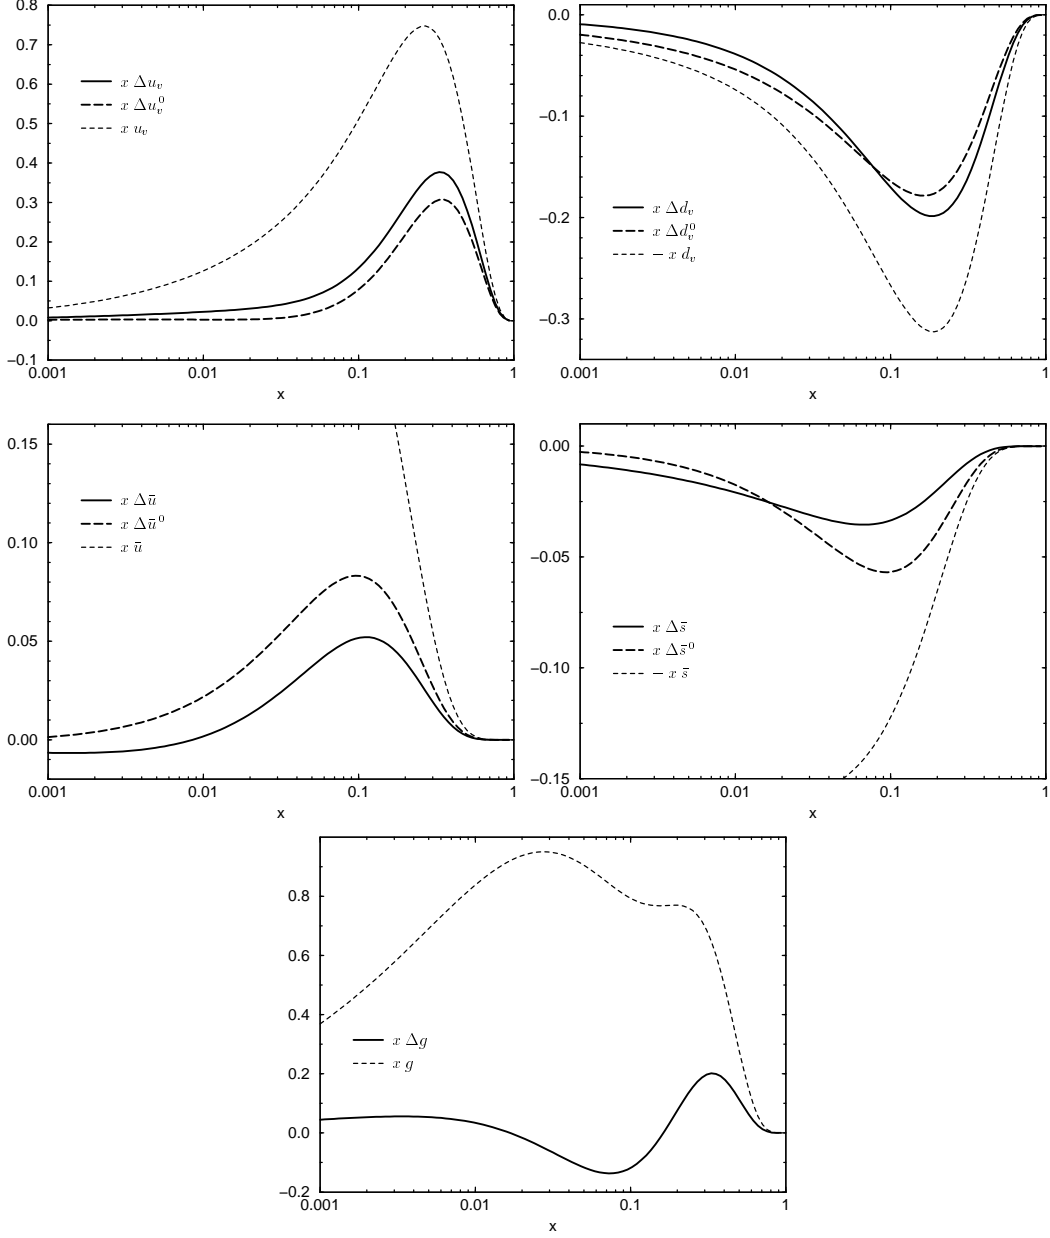 0.8
0.7
0.6
0.5
0.4
0.3
0.2
0.1
0.0
−0.1
x Δu_v
x Δu_v^0
x u_v
0.001 0.01 0.1 1
x
0.0
−0.1
−0.2
−0.3
x Δd_v
x Δd_v^0
− x d_v
0.001 0.01 0.1 1
x
0.15
0.10
0.05
0.00
x Δū
x Δū^0
x ū
0.001 0.01 0.1 1
x
0.00
−0.05
−0.10
−0.15
x Δs̄
x Δs̄^0
− x s̄
0.001 0.01 0.1 1
x
0.8
0.6
0.4
0.2
0.0
−0.2
x Δg
x g
0.001 0.01 0.1 1
x